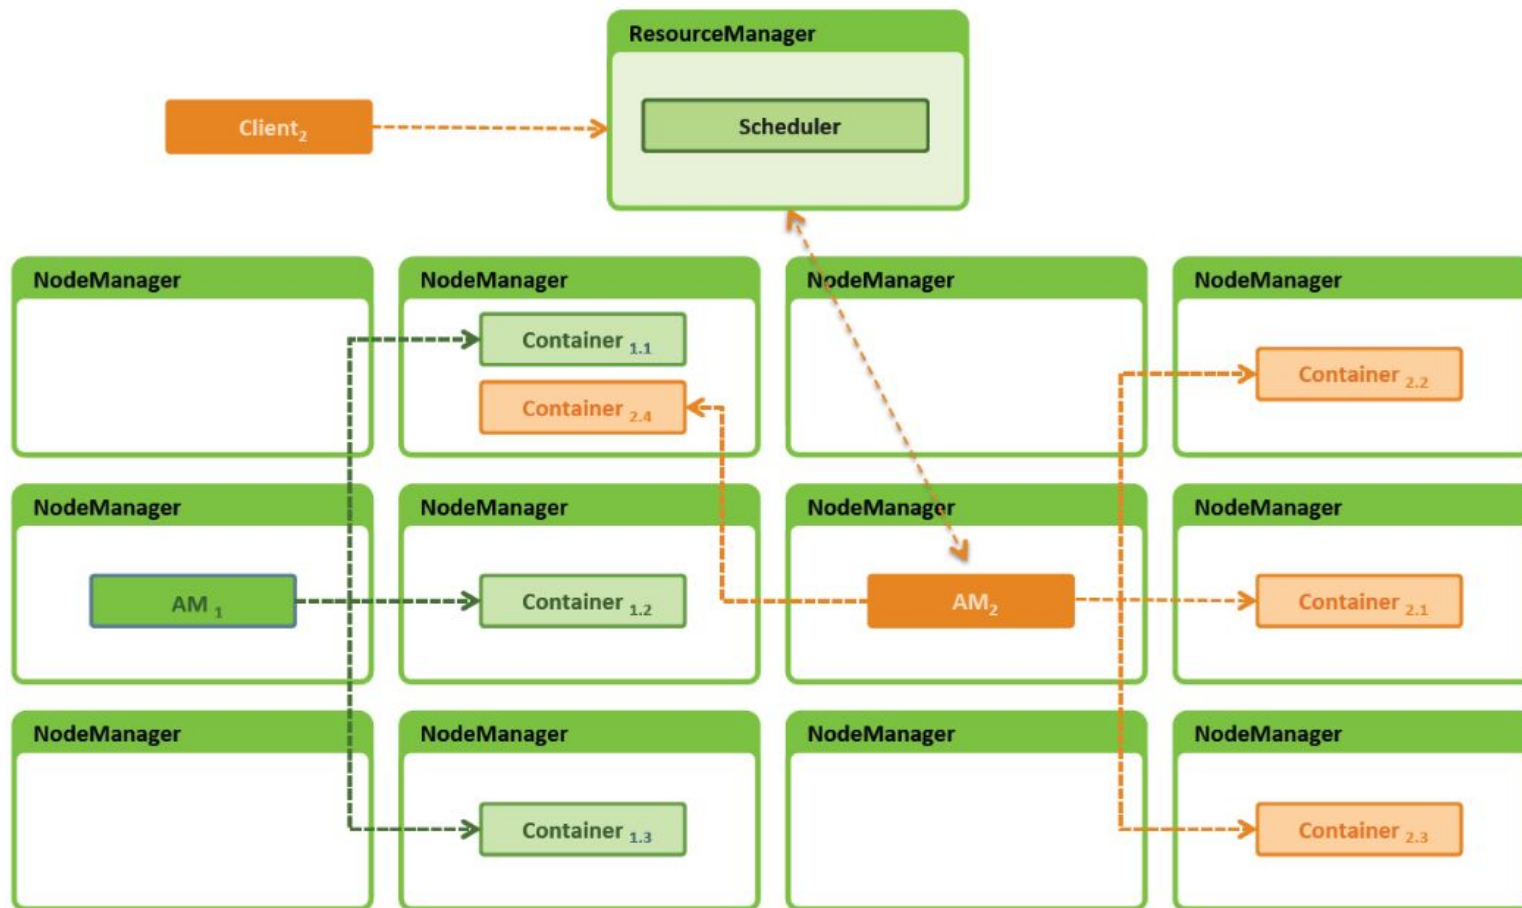 ResourceManager
Client2
Scheduler
NodeManager
NodeManager
NodeManager
NodeManager
Container 1.1
Container 2.2
Container 2.4
NodeManager
NodeManager
NodeManager
NodeManager
AM 1
Container 1.2
AM2
Container 2.1
NodeManager
NodeManager
NodeManager
NodeManager
Container 1.3
Container 2.3